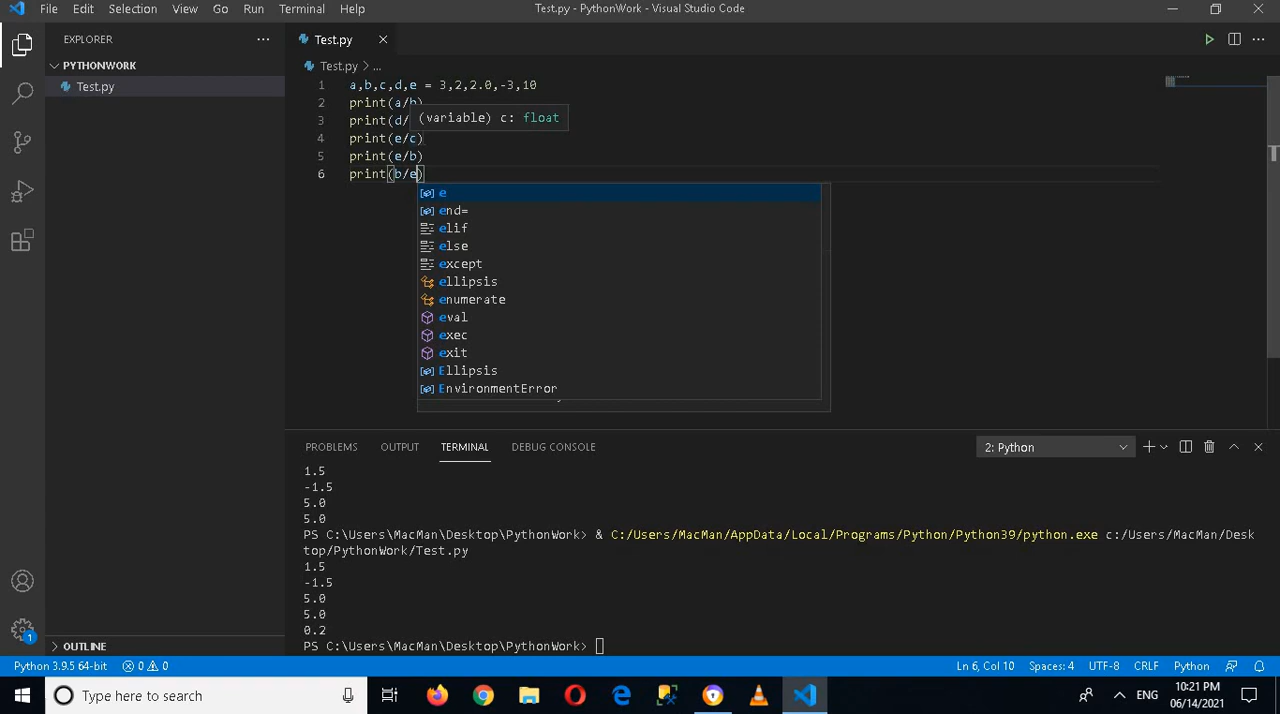 File Edit Selection View Go Run Terminal Help Test.py - PythonWork - Visual Studio Code
EXPLORER
PYTHONWORK
Test.py
Test.py
Test.py > ...
1 a,b,c,d,e = 3,2,2.0,-3,10
2 print(a/b)
3 print(d/
(variable) c: float
4 print(e/c)
5 print(e/b)
6 print(b/e)
e
end=
elif
else
except
ellipsis
enumerate
eval
exec
exit
Ellipsis
EnvironmentError
PROBLEMS OUTPUT TERMINAL DEBUG CONSOLE 2: Python
1.5
-1.5
5.0
5.0
PS C:\Users\MacMan\Desktop\PythonWork> & C:/Users/MacMan/AppData/Local/Programs/Python/Python39/python.exe c:/Users/MacMan/Desk
top/PythonWork/Test.py
1.5
-1.5
5.0
5.0
0.2
PS C:\Users\MacMan\Desktop\PythonWork>
OUTLINE
1
Python 3.9.5 64-bit 0 0 Ln 6, Col 10 Spaces: 4 UTF-8 CRLF Python
Type here to search
ENG
10:21 PM
06/14/2021